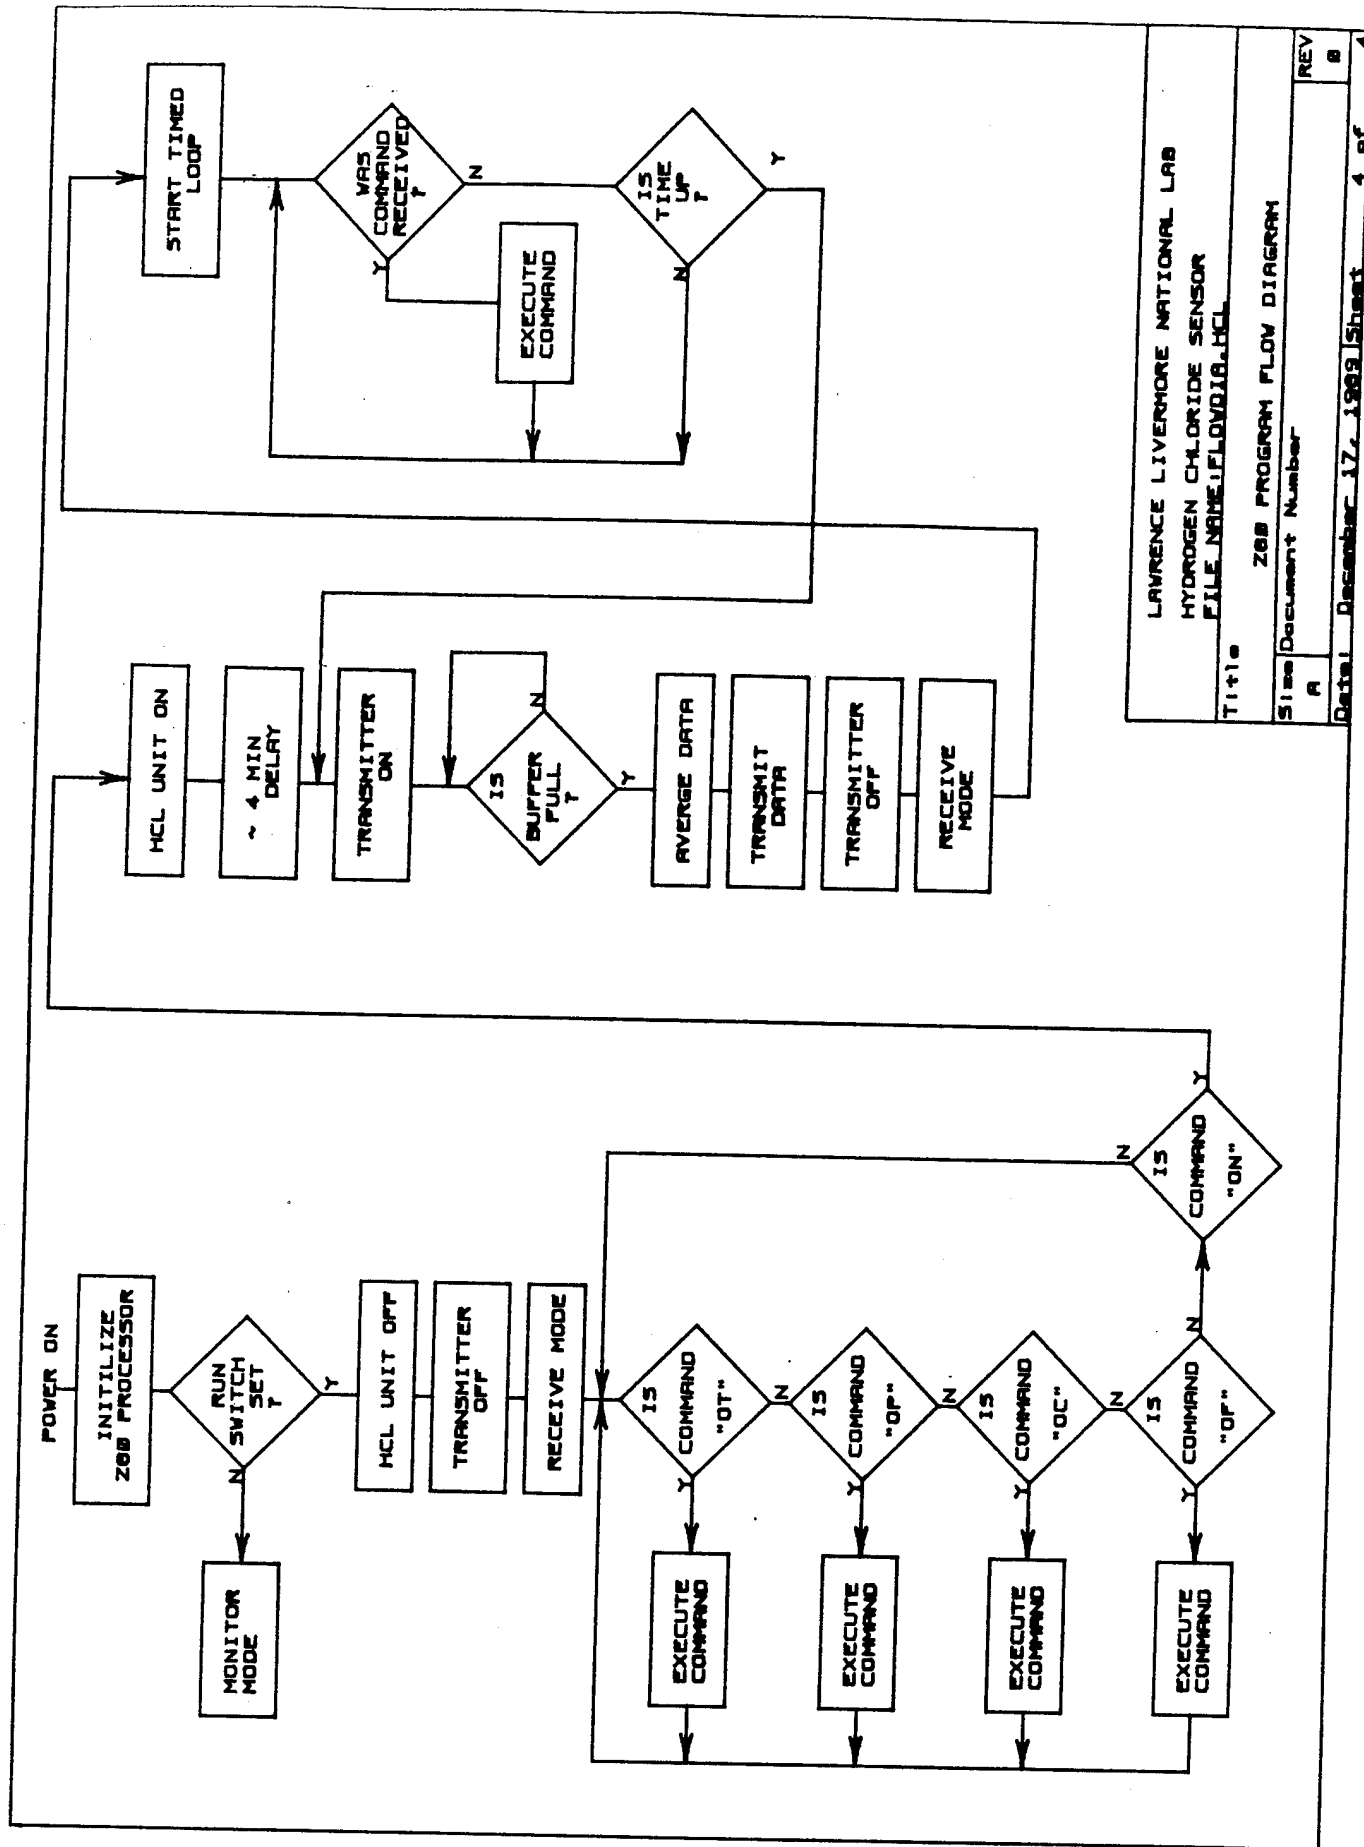 POWER ON
INITILIZE
Z80 PROCESSOR
RUN
SWITCH
SET
?
N
Y
MONITOR
MODE
HCL UNIT OFF
TRANSMITTER
OFF
RECEIVE MODE
IS
COMMAND
"OT"
Y
N
EXECUTE
COMMAND
IS
COMMAND
"OP"
Y
N
EXECUTE
COMMAND
IS
COMMAND
"OC"
Y
N
EXECUTE
COMMAND
IS
COMMAND
"OF"
Y
N
EXECUTE
COMMAND
IS
COMMAND
"ON"
N
Y
HCL UNIT ON
~ 4 MIN
DELAY
TRANSMITTER
ON
IS
BUFFER
FULL
?
N
Y
AVERGE DATA
TRANSMIT
DATA
TRANSMITTER
OFF
RECEIVE
MODE
START TIMED
LOOP
WAS
COMMAND
RECEIVED
?
Y
N
EXECUTE
COMMAND
IS
TIME
UP
?
N
Y
LAWRENCE LIVERMORE NATIONAL LAB
HYDROGEN CHLORIDE SENSOR
FILE NAME:FLOWDIA.HCL
Title
Z80 PROGRAM FLOW DIAGRAM
Size Document Number REV
A 0
Date: December 17, 1989 Sheet 4 of 4